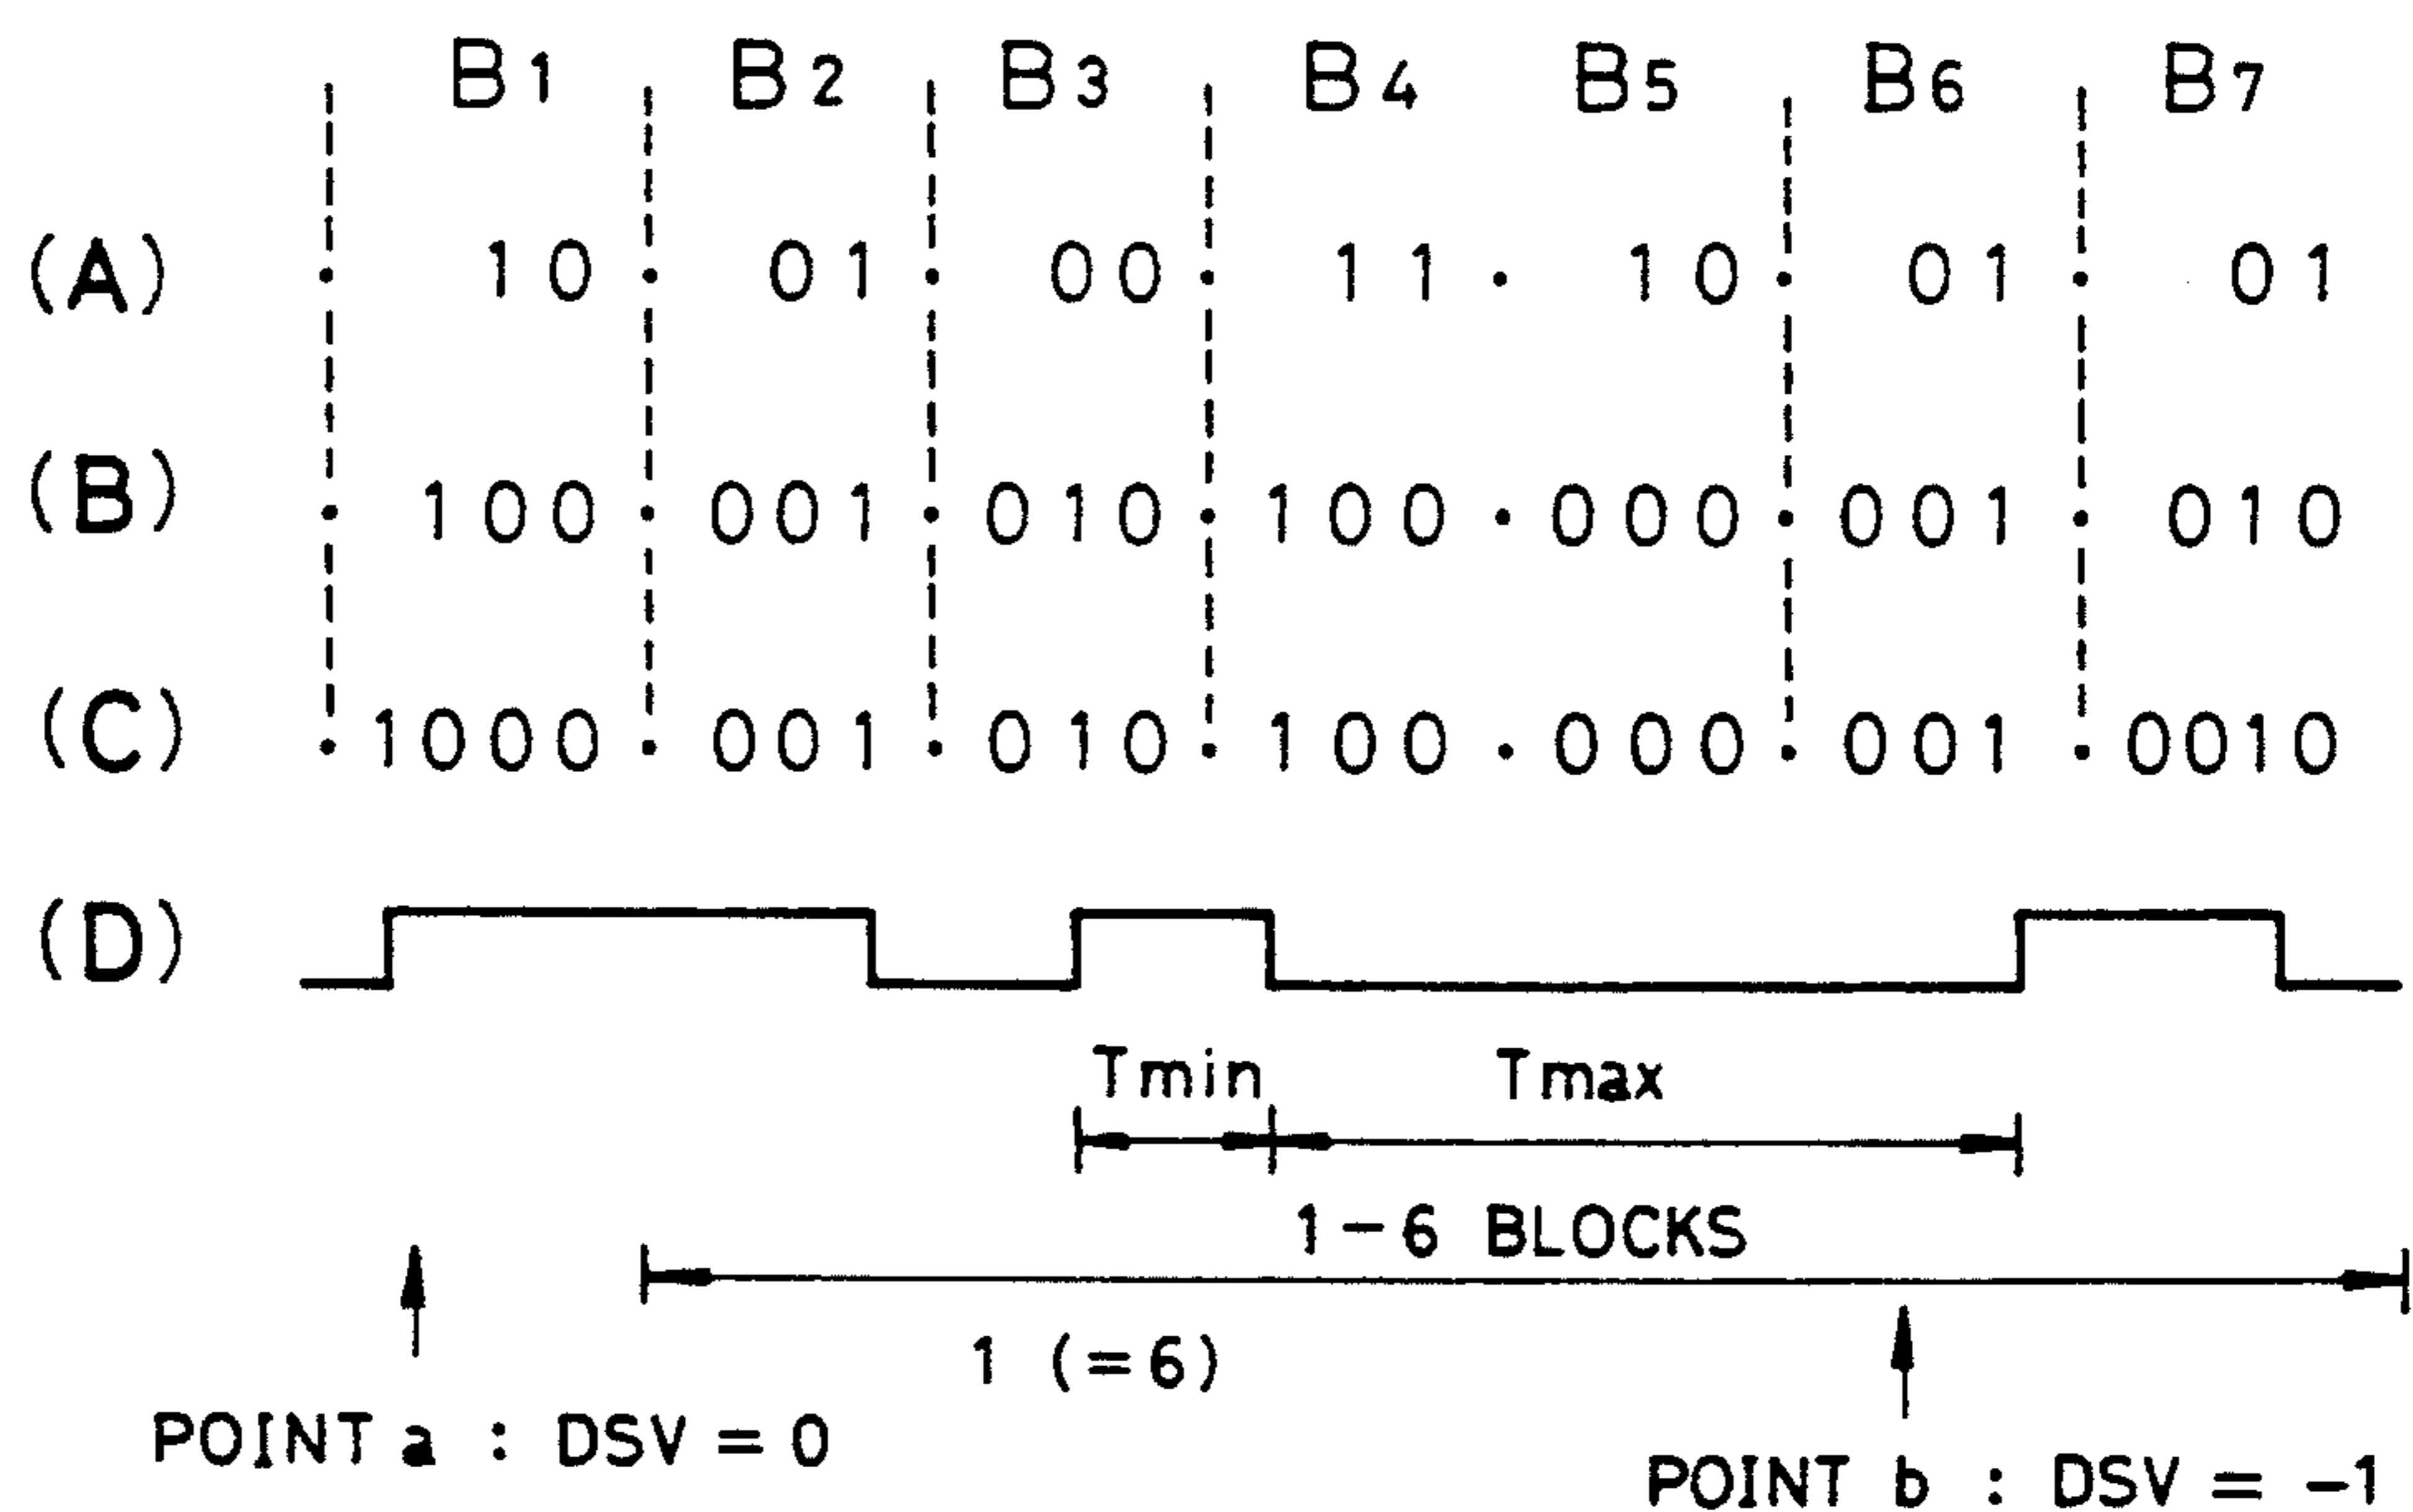 B1 B2 B3 B4 B5 B6 B7
(A) · 10 · 01 · 00 · 11 · 10 · 01 · 01
(B) · 100 · 001 · 010 · 100 · 000 · 001 · 010
(C) · 1000 · 001 · 010 · 100 · 000 · 001 · 0010
(D)
Tmin Tmax
1-6 BLOCKS
1 (=6)
POINT a : DSV = 0
POINT b : DSV = -1